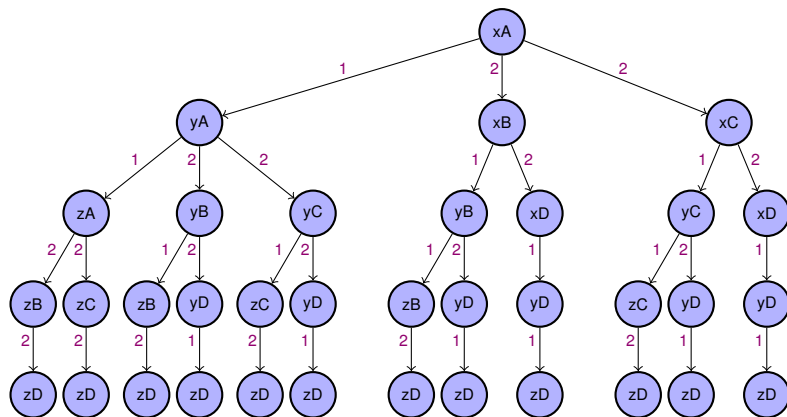 xA
1 2 2
yA xB xC
1 2 2 1 2 1 2
zA yB yC yB xD yC xD
2 2 1 2 1 2 1 2 1 1 2 1
zB zC zB yD zC yD zB yD yD zC yD yD
2 2 2 1 2 1 2 1 1 2 1 1
zD zD zD zD zD zD zD zD zD zD zD zD